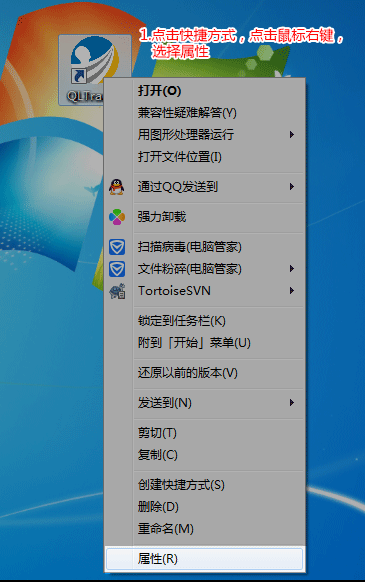 1.点击快捷方式，点击鼠标右键，
选择属性
QLTra
打开(O)
兼容性疑难解答(Y)
用图形处理器运行
打开文件位置(I)
通过QQ发送到
强力卸载
扫描病毒(电脑管家)
文件粉碎(电脑管家)
TortoiseSVN
锁定到任务栏(K)
附到「开始」菜单(U)
还原以前的版本(V)
发送到(N)
剪切(T)
复制(C)
创建快捷方式(S)
删除(D)
重命名(M)
属性(R)